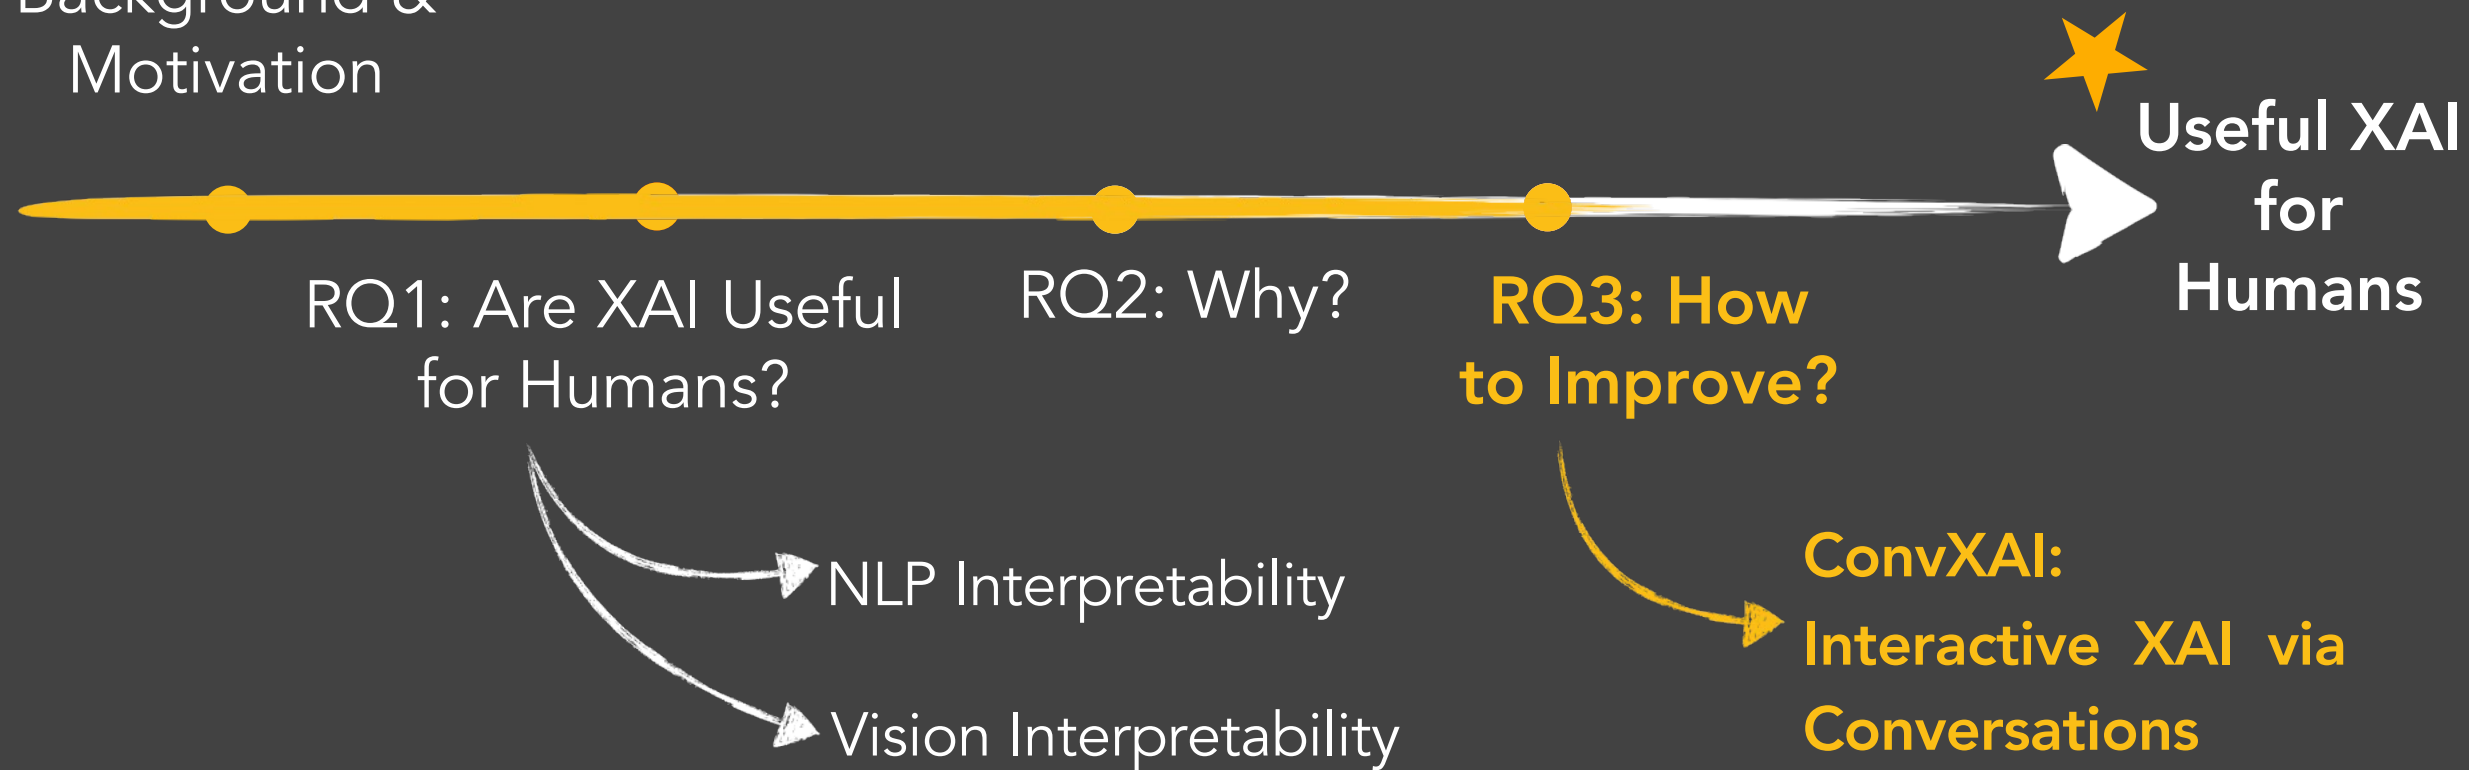 Background &
Motivation
Useful XAI
for
Humans
RQ1: Are XAI Useful
for Humans?
RQ2: Why?
RQ3: How
to Improve?
NLP Interpretability
Vision Interpretability
ConvXAI:
Interactive XAI via
Conversations